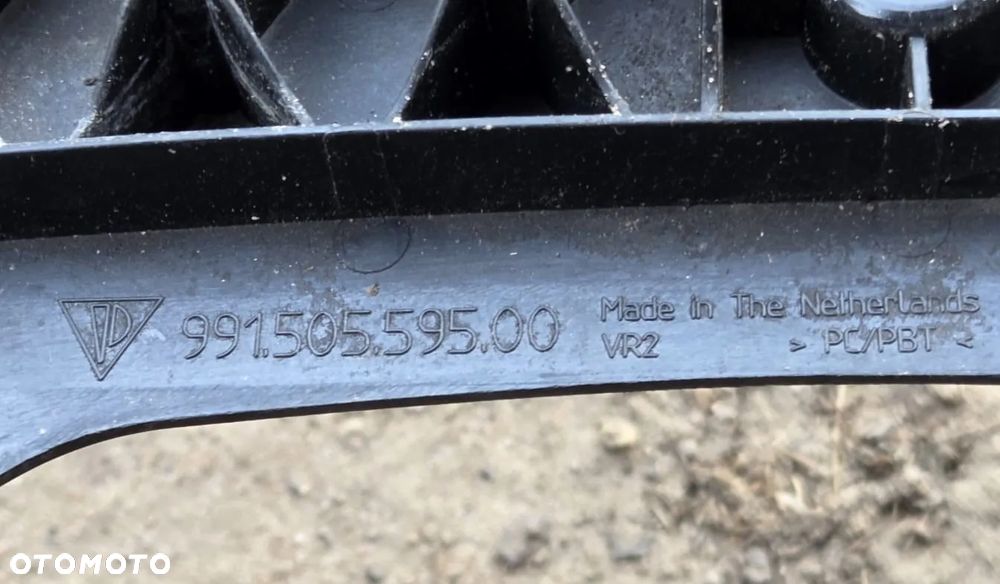 991.505.595.00
Made in The Netherlands
VR2 > PC/PBT <
OTOMOTO